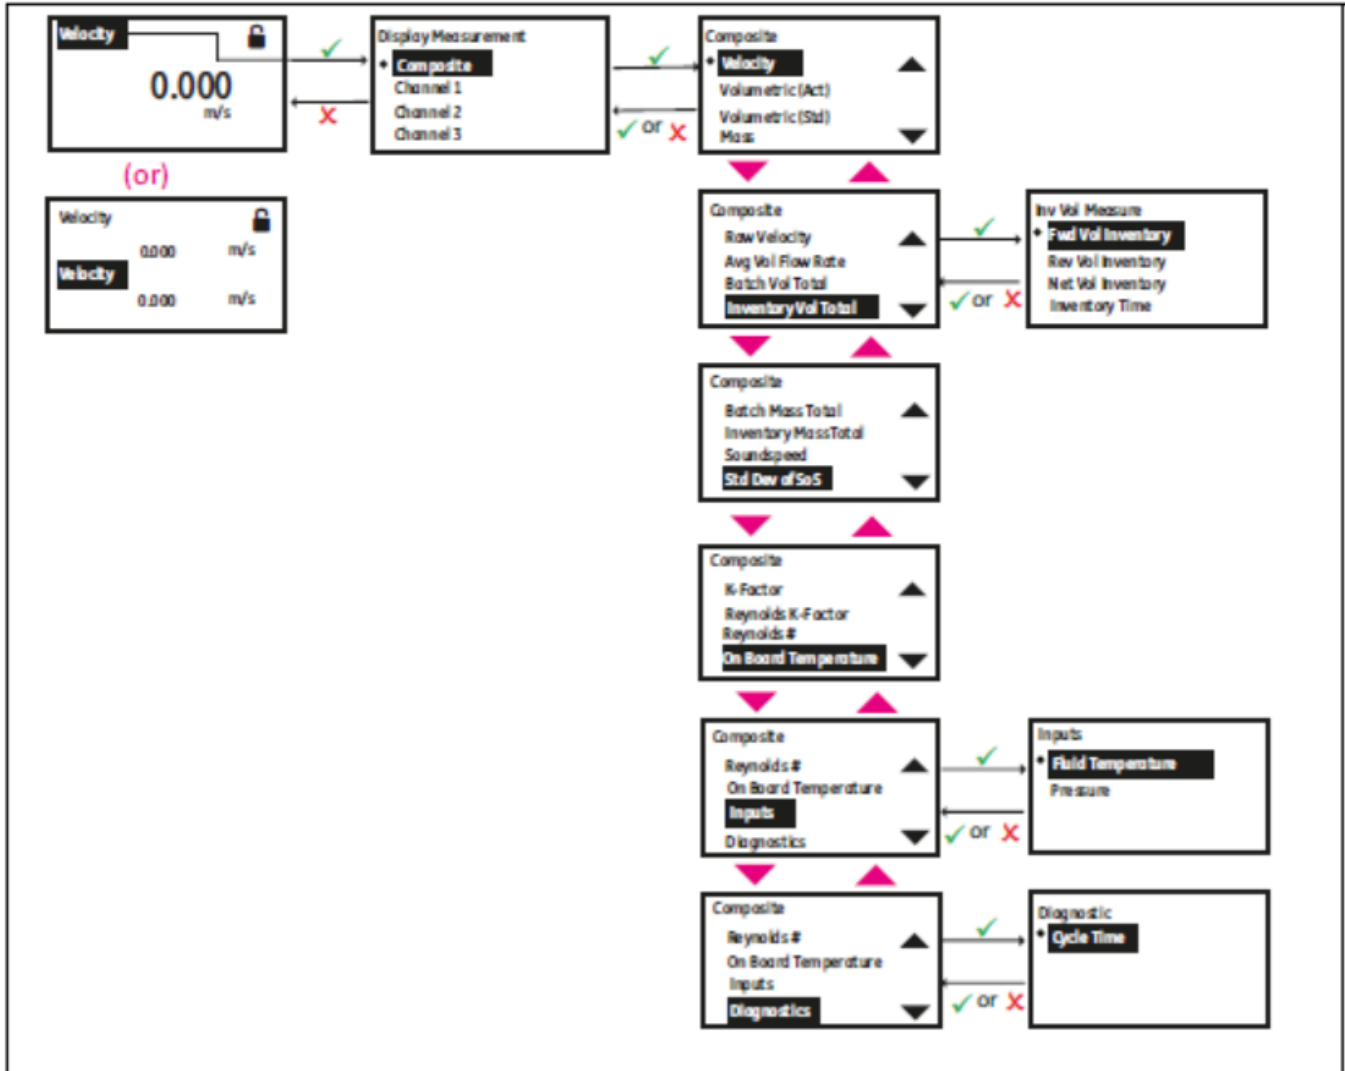 Velocity
0.000
m/s
(or)
Velocity
0.000 m/s
Velocity
0.000 m/s
Display Measurement
Composite
Channel 1
Channel 2
Channel 3
or
Composite
Velocity
Volumetric (Act)
Volumetric (Std)
Mass
Composite
Raw Velocity
Avg Vol Flow Rate
Batch Vol Total
Inventory Vol Total
or
Inv Vol Measure
Fwd Vol Inventory
Rev Vol Inventory
Net Vol Inventory
Inventory Time
Composite
Batch Mass Total
Inventory MassTotal
Soundspeed
Std Dev of SoS
Composite
K-Factor
Reynolds K-Factor
Reynolds #
On Board Temperature
Composite
Reynolds #
On Board Temperature
Inputs
Diagnostics
or
Inputs
Fluid Temperature
Pressure
Composite
Reynolds #
On Board Temperature
Inputs
Diagnostics
or
Diagnostic
Cycle Time